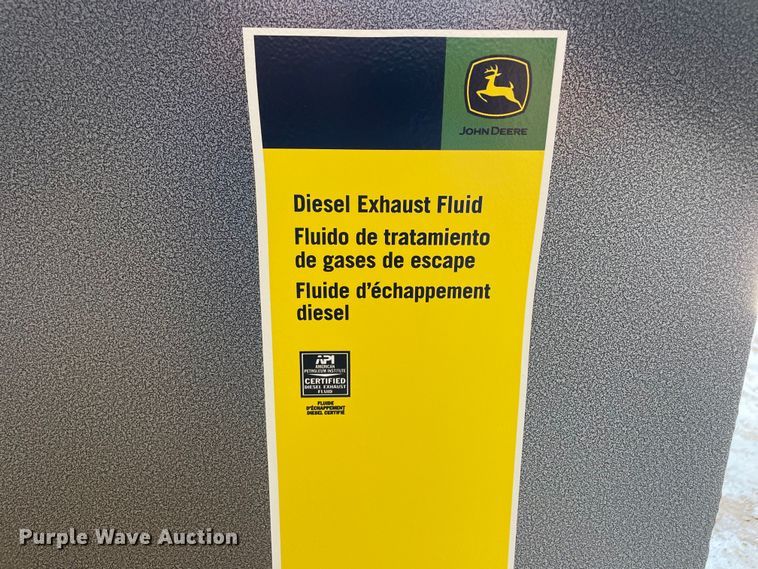 JOHN DEERE
Diesel Exhaust Fluid
Fluido de tratamiento
de gases de escape
Fluide d'échappement
diesel
API
AMERICAN
PETROLEUM INSTITUTE
CERTIFIED
DIESEL EXHAUST
FLUID
FLUIDE
D'ÉCHAPPEMENT
DIESEL CERTIFIÉ
Purple Wave Auction